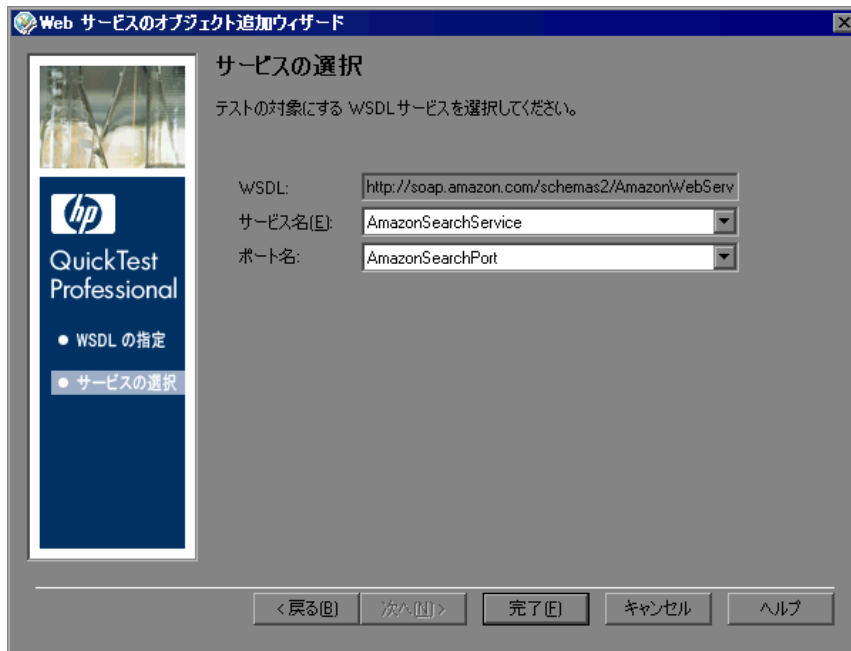 Web サービスのオブジェクト追加ウィザード
サービスの選択
テストの対象にする WSDL サービスを選択してください。
WSDL:
http://soap.amazon.com/schemas2/AmazonWebServ
サービス名(E):
AmazonSearchService
ポート名:
AmazonSearchPort
hp
QuickTest
Professional
● WSDL の指定
● サービスの選択
< 戻る(B)
次へ(N) >
完了(F)
キャンセル
ヘルプ